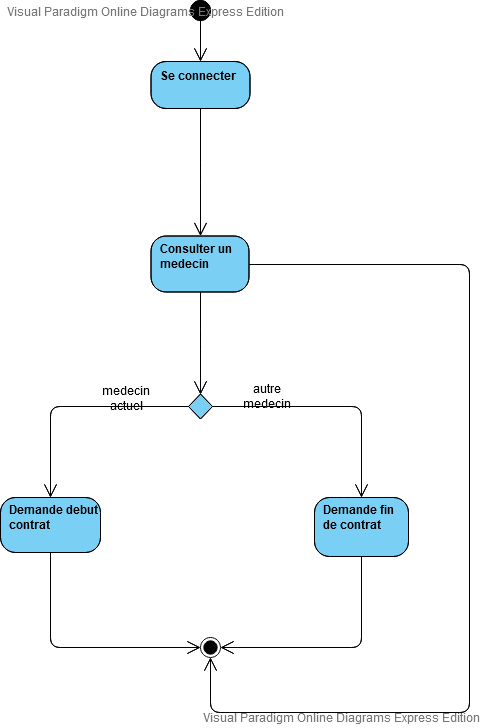 Visual Paradigm Online Diagrams Express Edition
Se connecter
Consulter un
medecin
medecin
actuel
autre
medecin
Demande debut
contrat
Demande fin
de contrat
Visual Paradigm Online Diagrams Express Edition